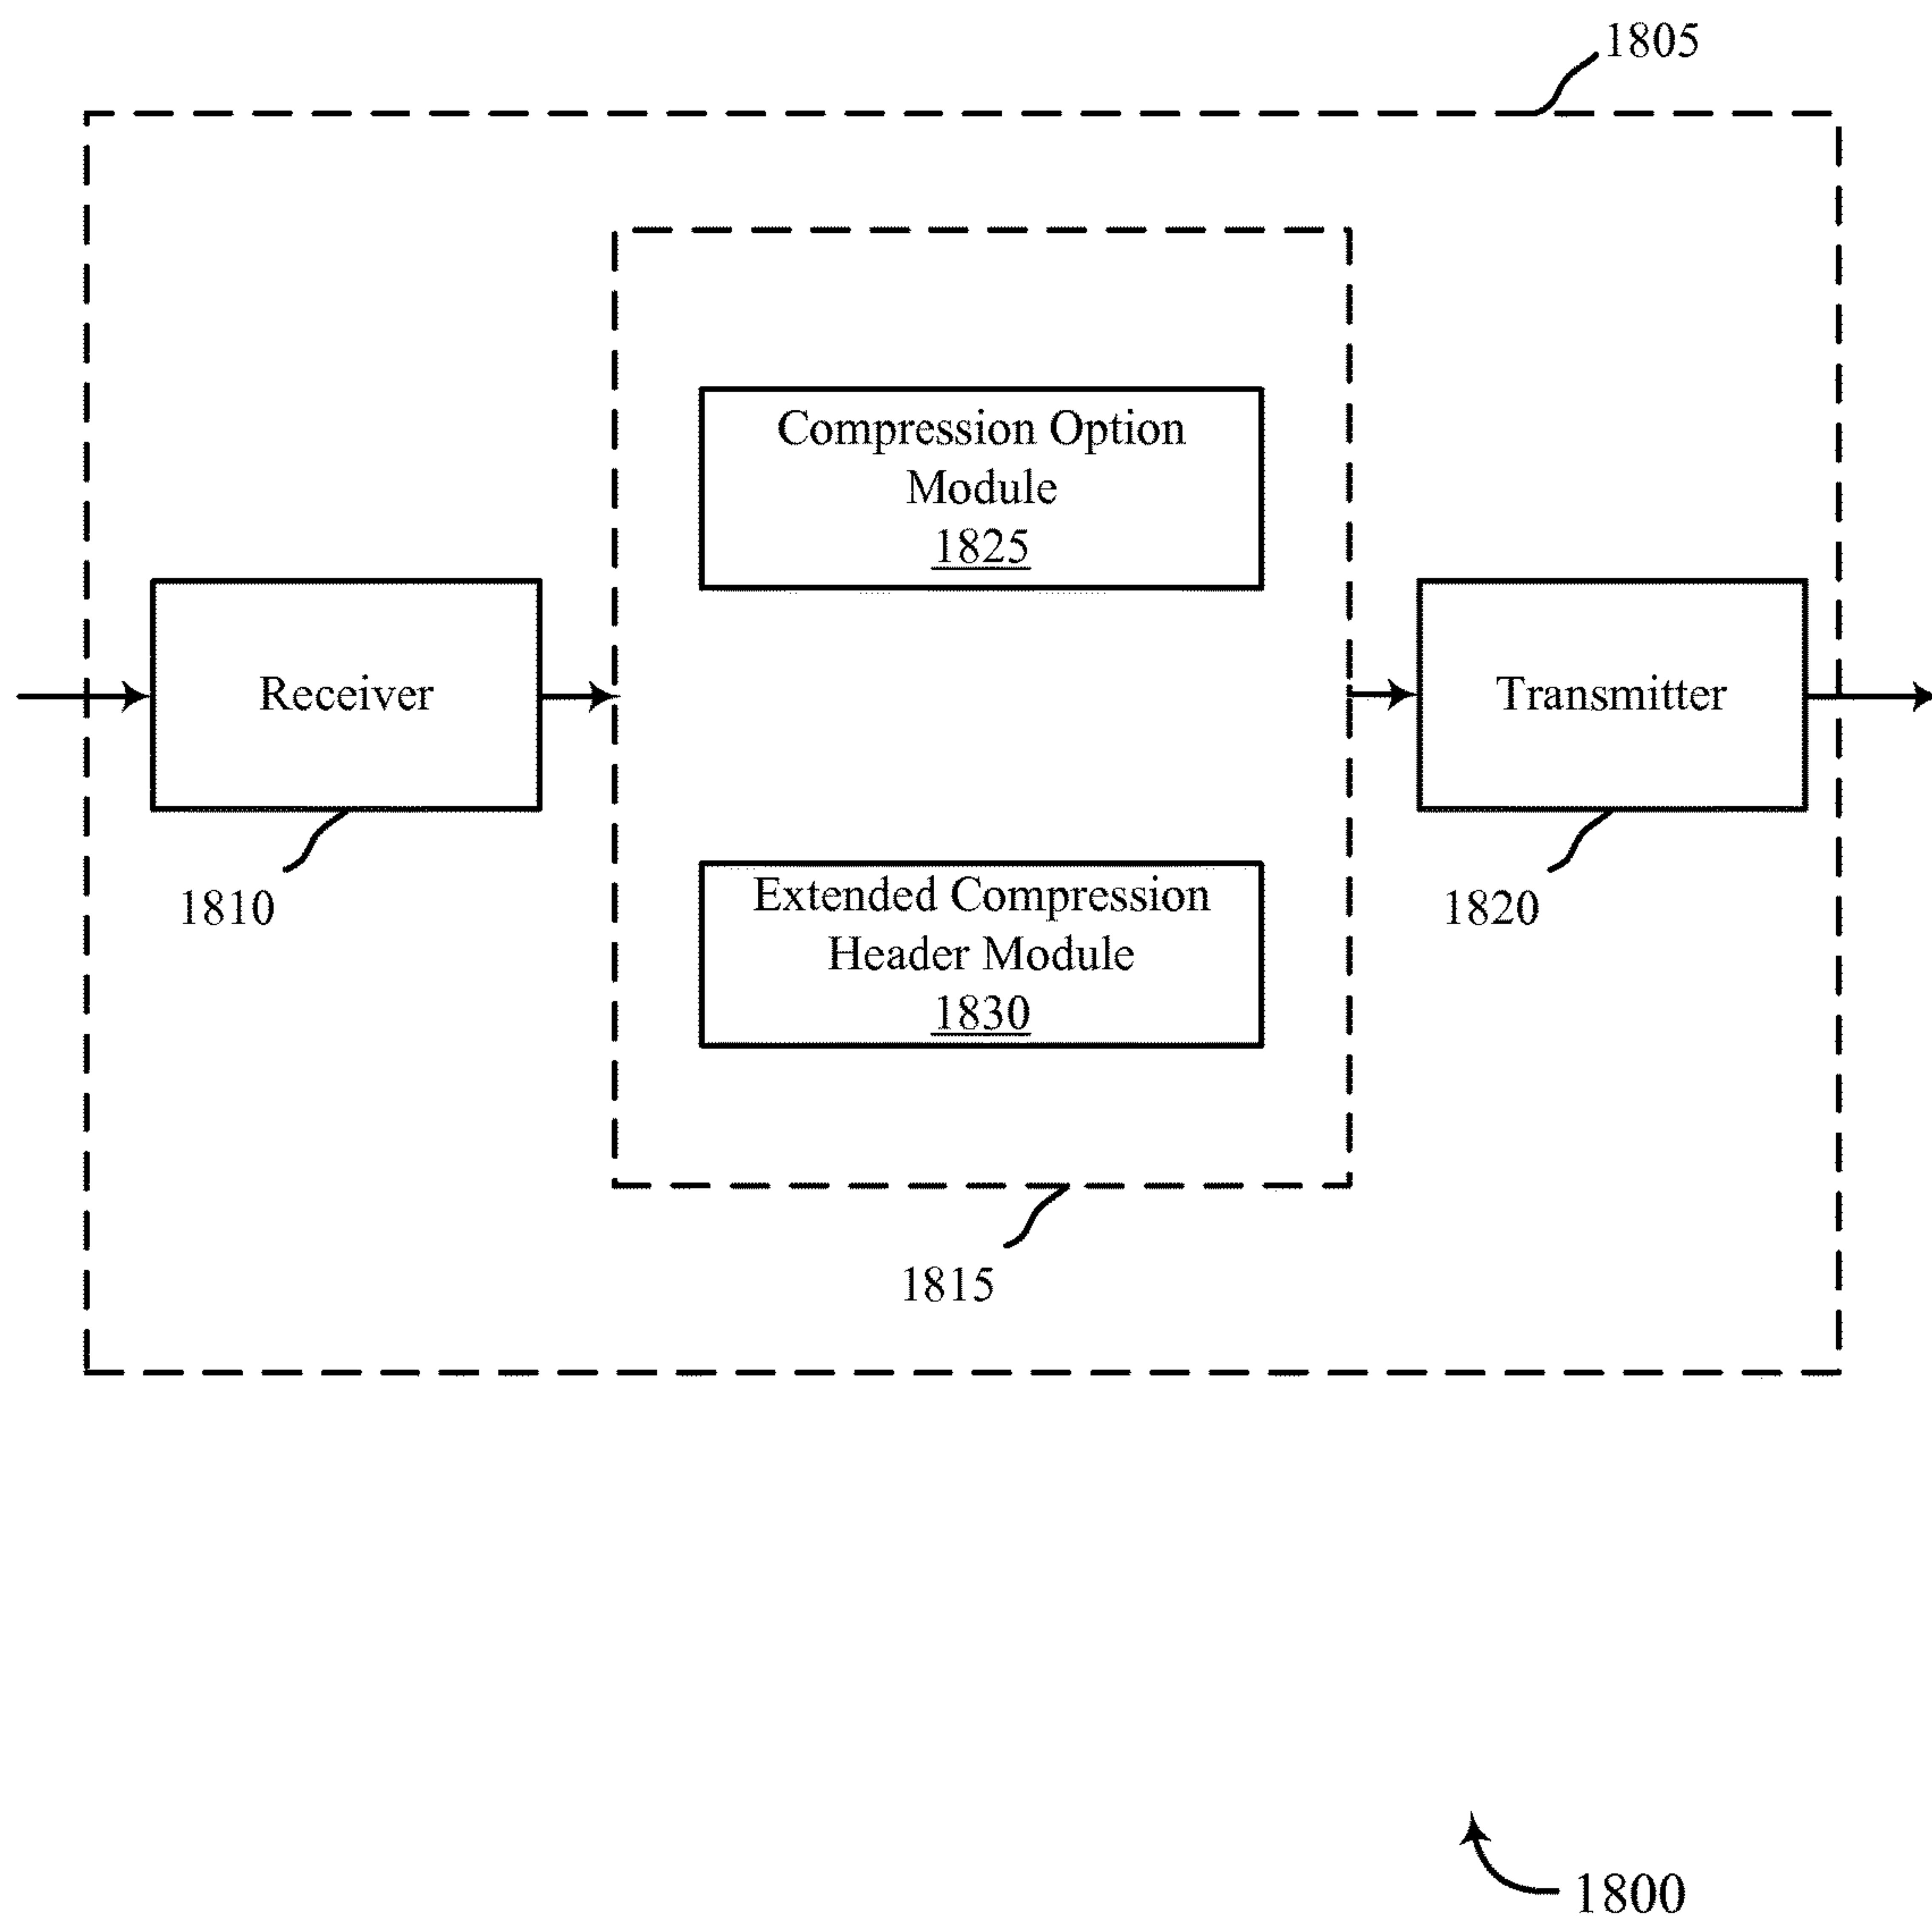 1805
Compression Option
Module
1825
Receiver
Transmitter
1810
Extended Compression
Header Module
1830
1820
1815
1800